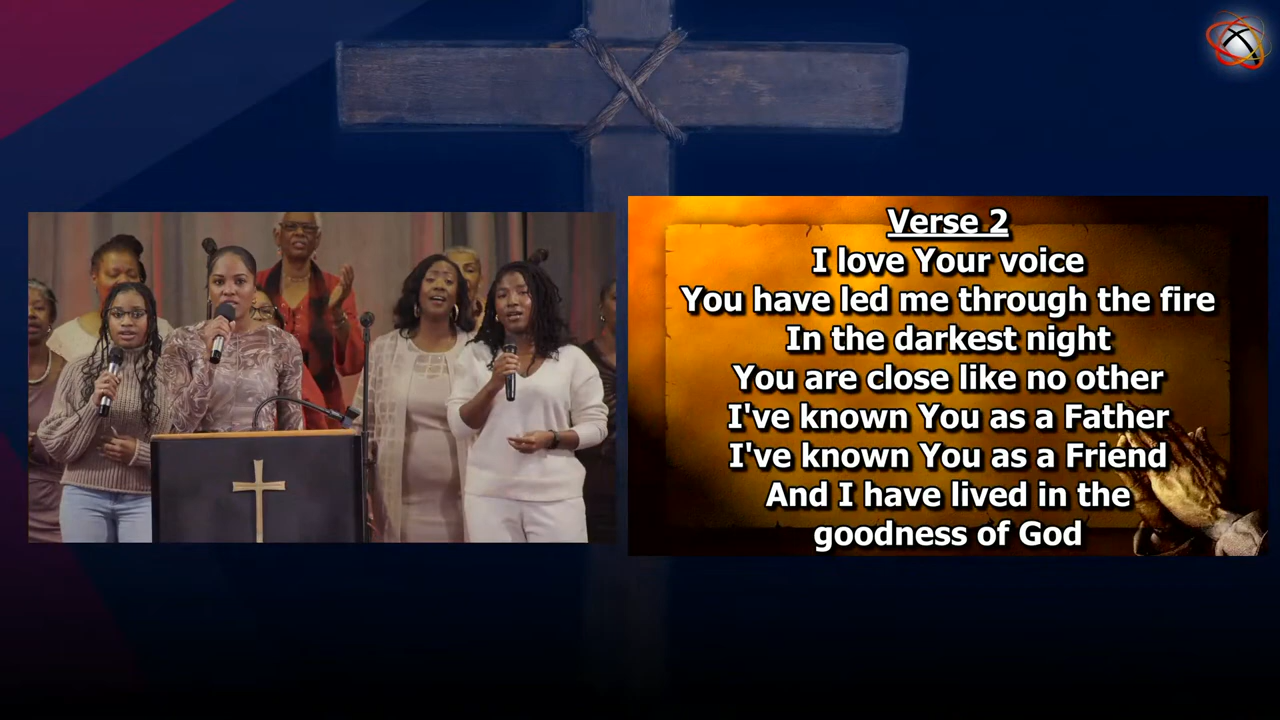 Verse 2
I love Your voice
You have led me through the fire
In the darkest night
You are close like no other
I've known You as a Father
I've known You as a Friend
And I have lived in the
goodness of God